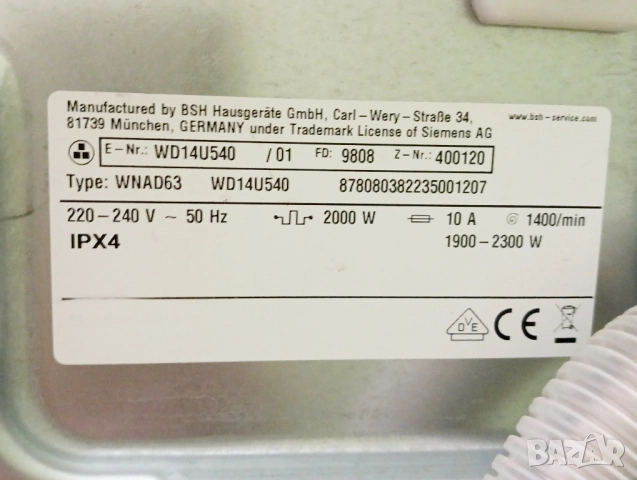 Manufactured by BSH Hausgeräte GmbH, Carl – Wery – Straße 34,
81739 München, GERMANY under Trademark License of Siemens AG
www.bsh – service.com
E – Nr.: WD14U540 / 01 FD: 9808 Z – Nr.: 400120
Type: WNAD63 WD14U540 878080382235001207
220 – 240 V ~ 50 Hz 2000 W 10 A 1400/min
IPX4 1900 – 2300 W
DVE CE
BAZAR